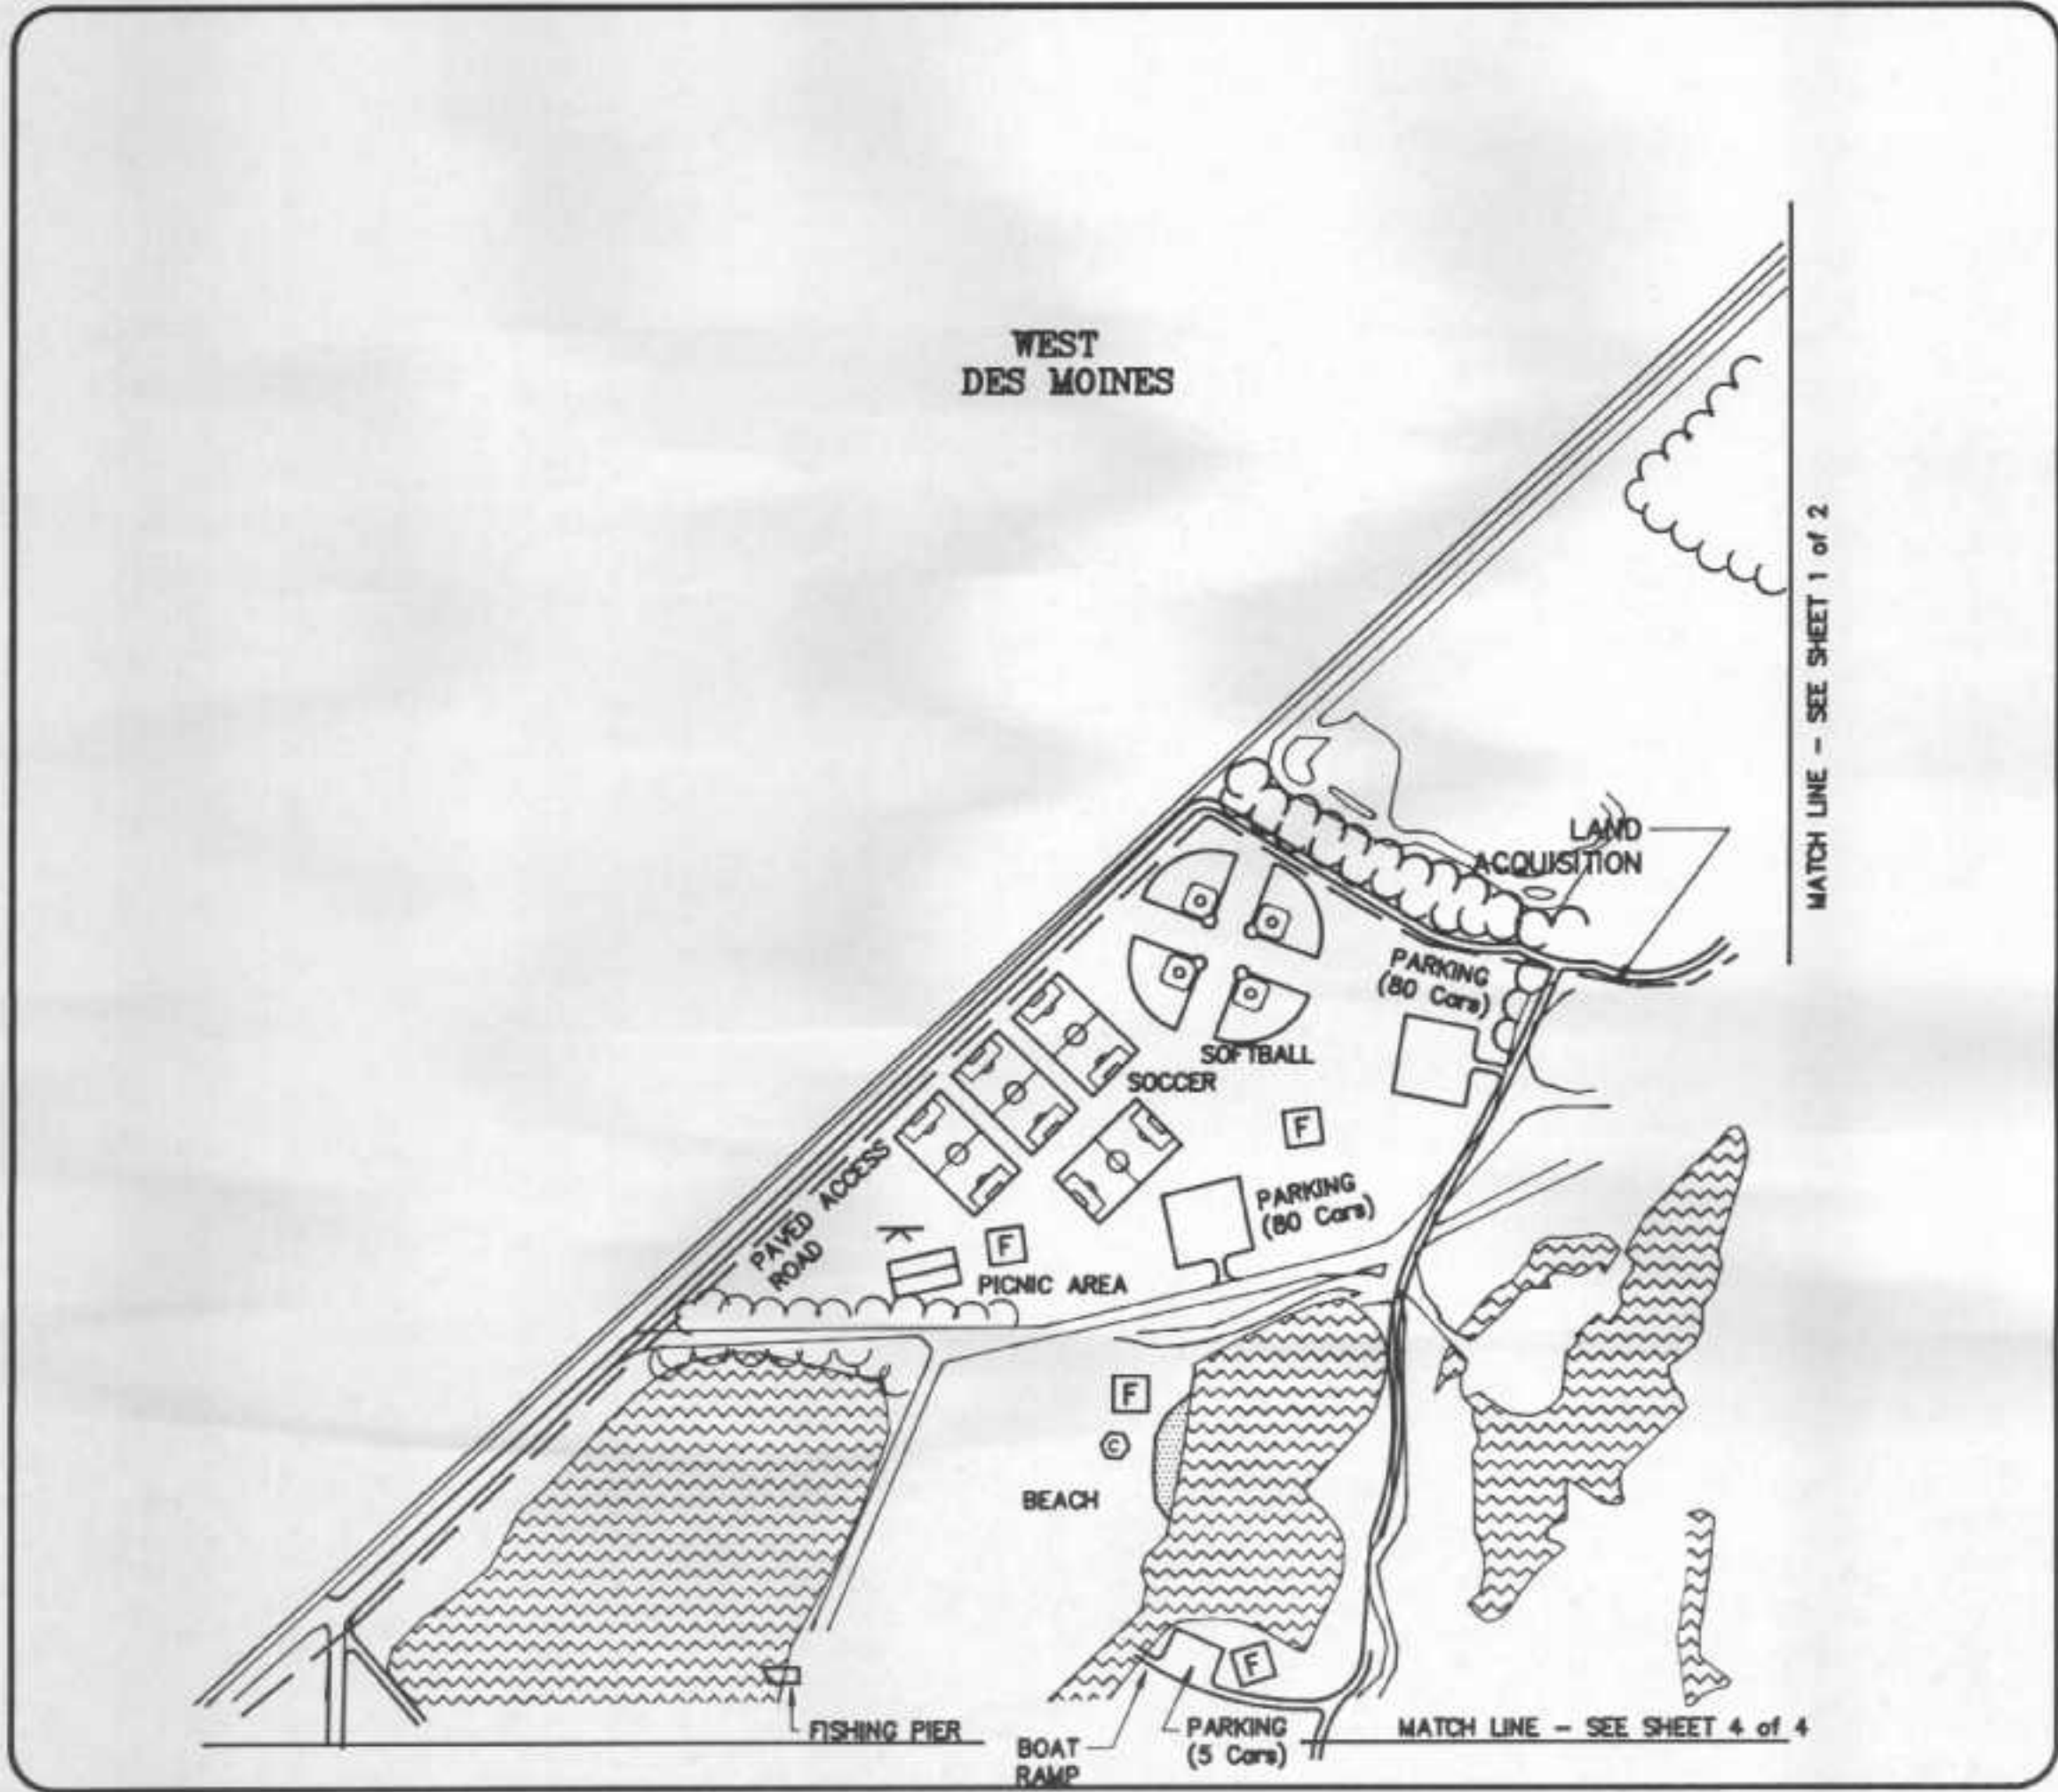 WEST
DES MOINES
MATCH LINE - SEE SHEET 1 of 2
LAND
ACQUISITION
PARKING
(80 Cars)
SOFTBALL
SOCCER
F
PAVED ACCESS
ROAD
PARKING
(80 Cars)
F
PICNIC AREA
F
C
BEACH
F
FISHING PIER
BOAT
RAMP
PARKING
(5 Cars)
MATCH LINE - SEE SHEET 4 of 4